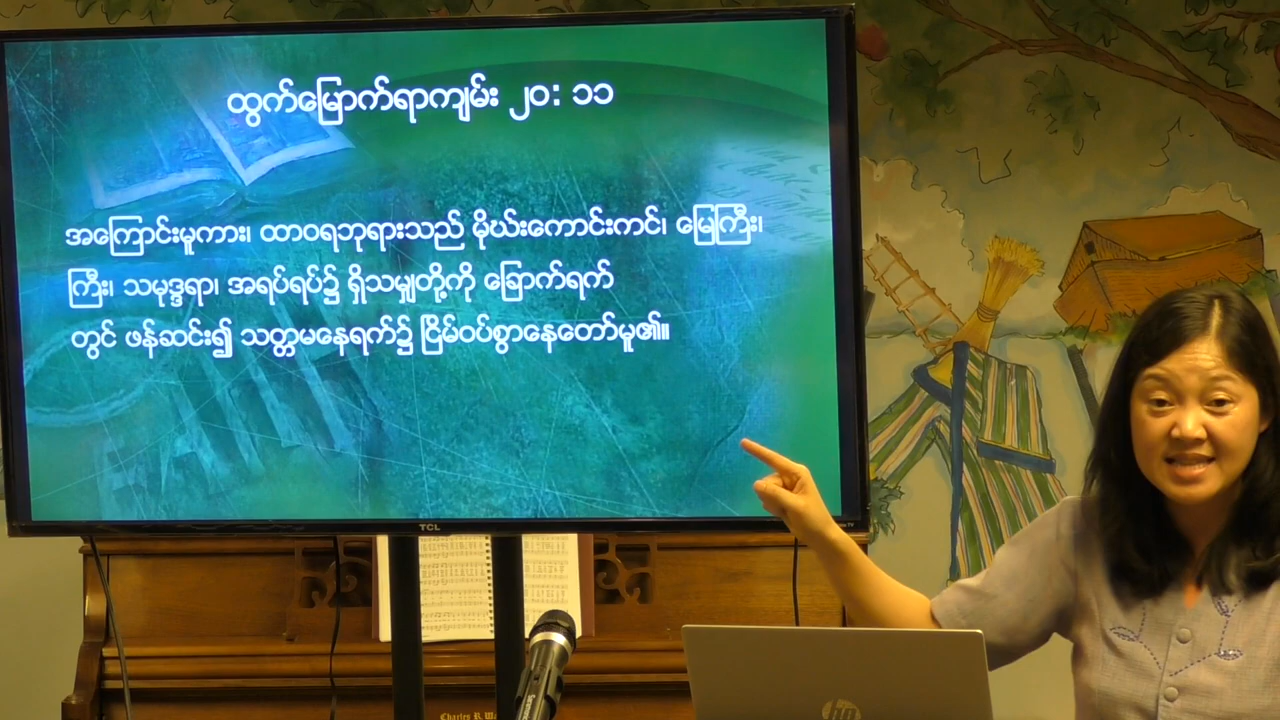 ထွက်မြောက်ရာကျမ်း ၂၀: ၁၁
အကြောင်းမူကား၊ ထာဝရဘုရားသည် မိုဃ်းကောင်းကင်၊ မြေကြီး၊
ကြီး၊ သမုဒ္ဒရာ၊ အရပ်ရပ်၌ ရှိသမျှတို့ကို ခြောက်ရက်
တွင် ဖန်ဆင်း၍ သတ္တမနေ့ရက်၌ ငြိမ်ဝပ်စွာနေတော်မူ၏။
TCL
hp
Charles R.